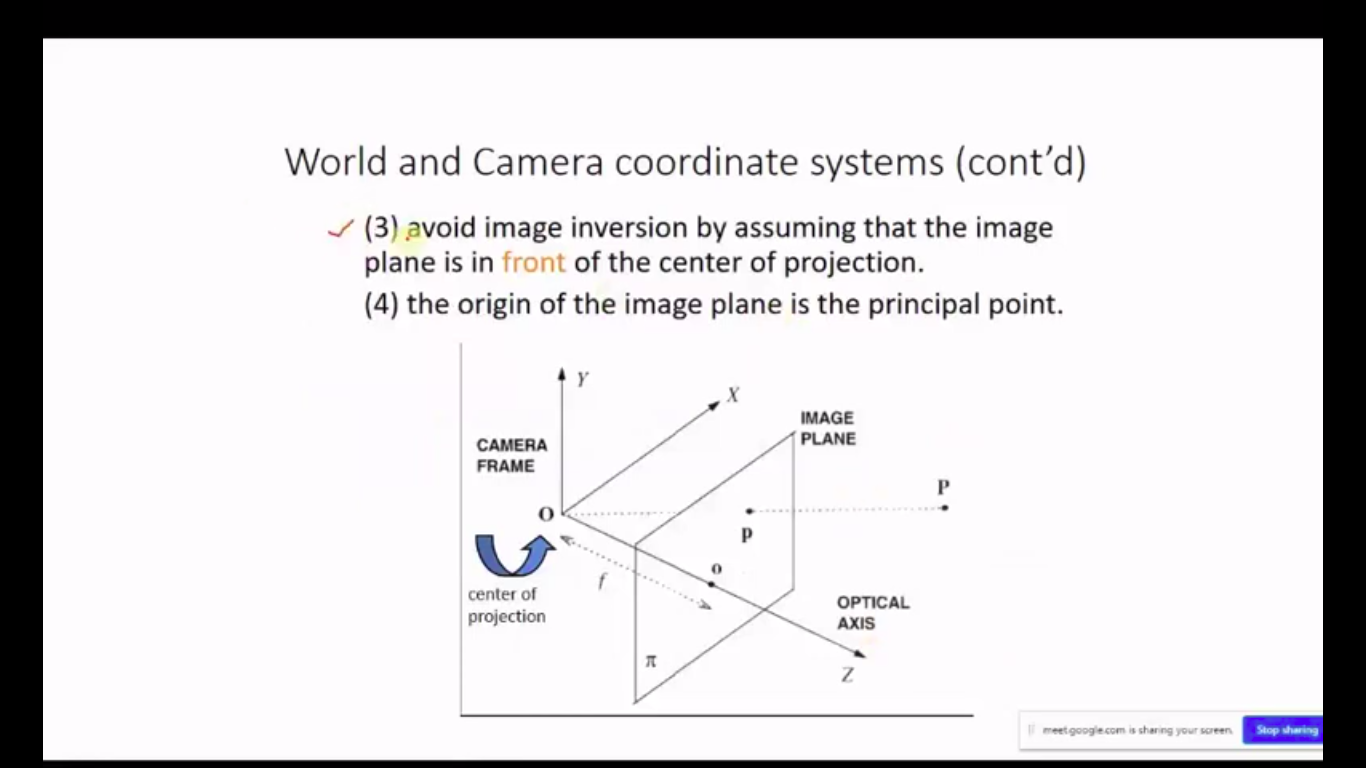 World and Camera coordinate systems (cont’d)
(3) avoid image inversion by assuming that the image
plane is in front of the center of projection.
(4) the origin of the image plane is the principal point.
Y
X
IMAGE
PLANE
CAMERA
FRAME
P
O
p
o
f
center of
projection
OPTICAL
AXIS
π
Z
meet.google.com is sharing your screen.
Stop sharing